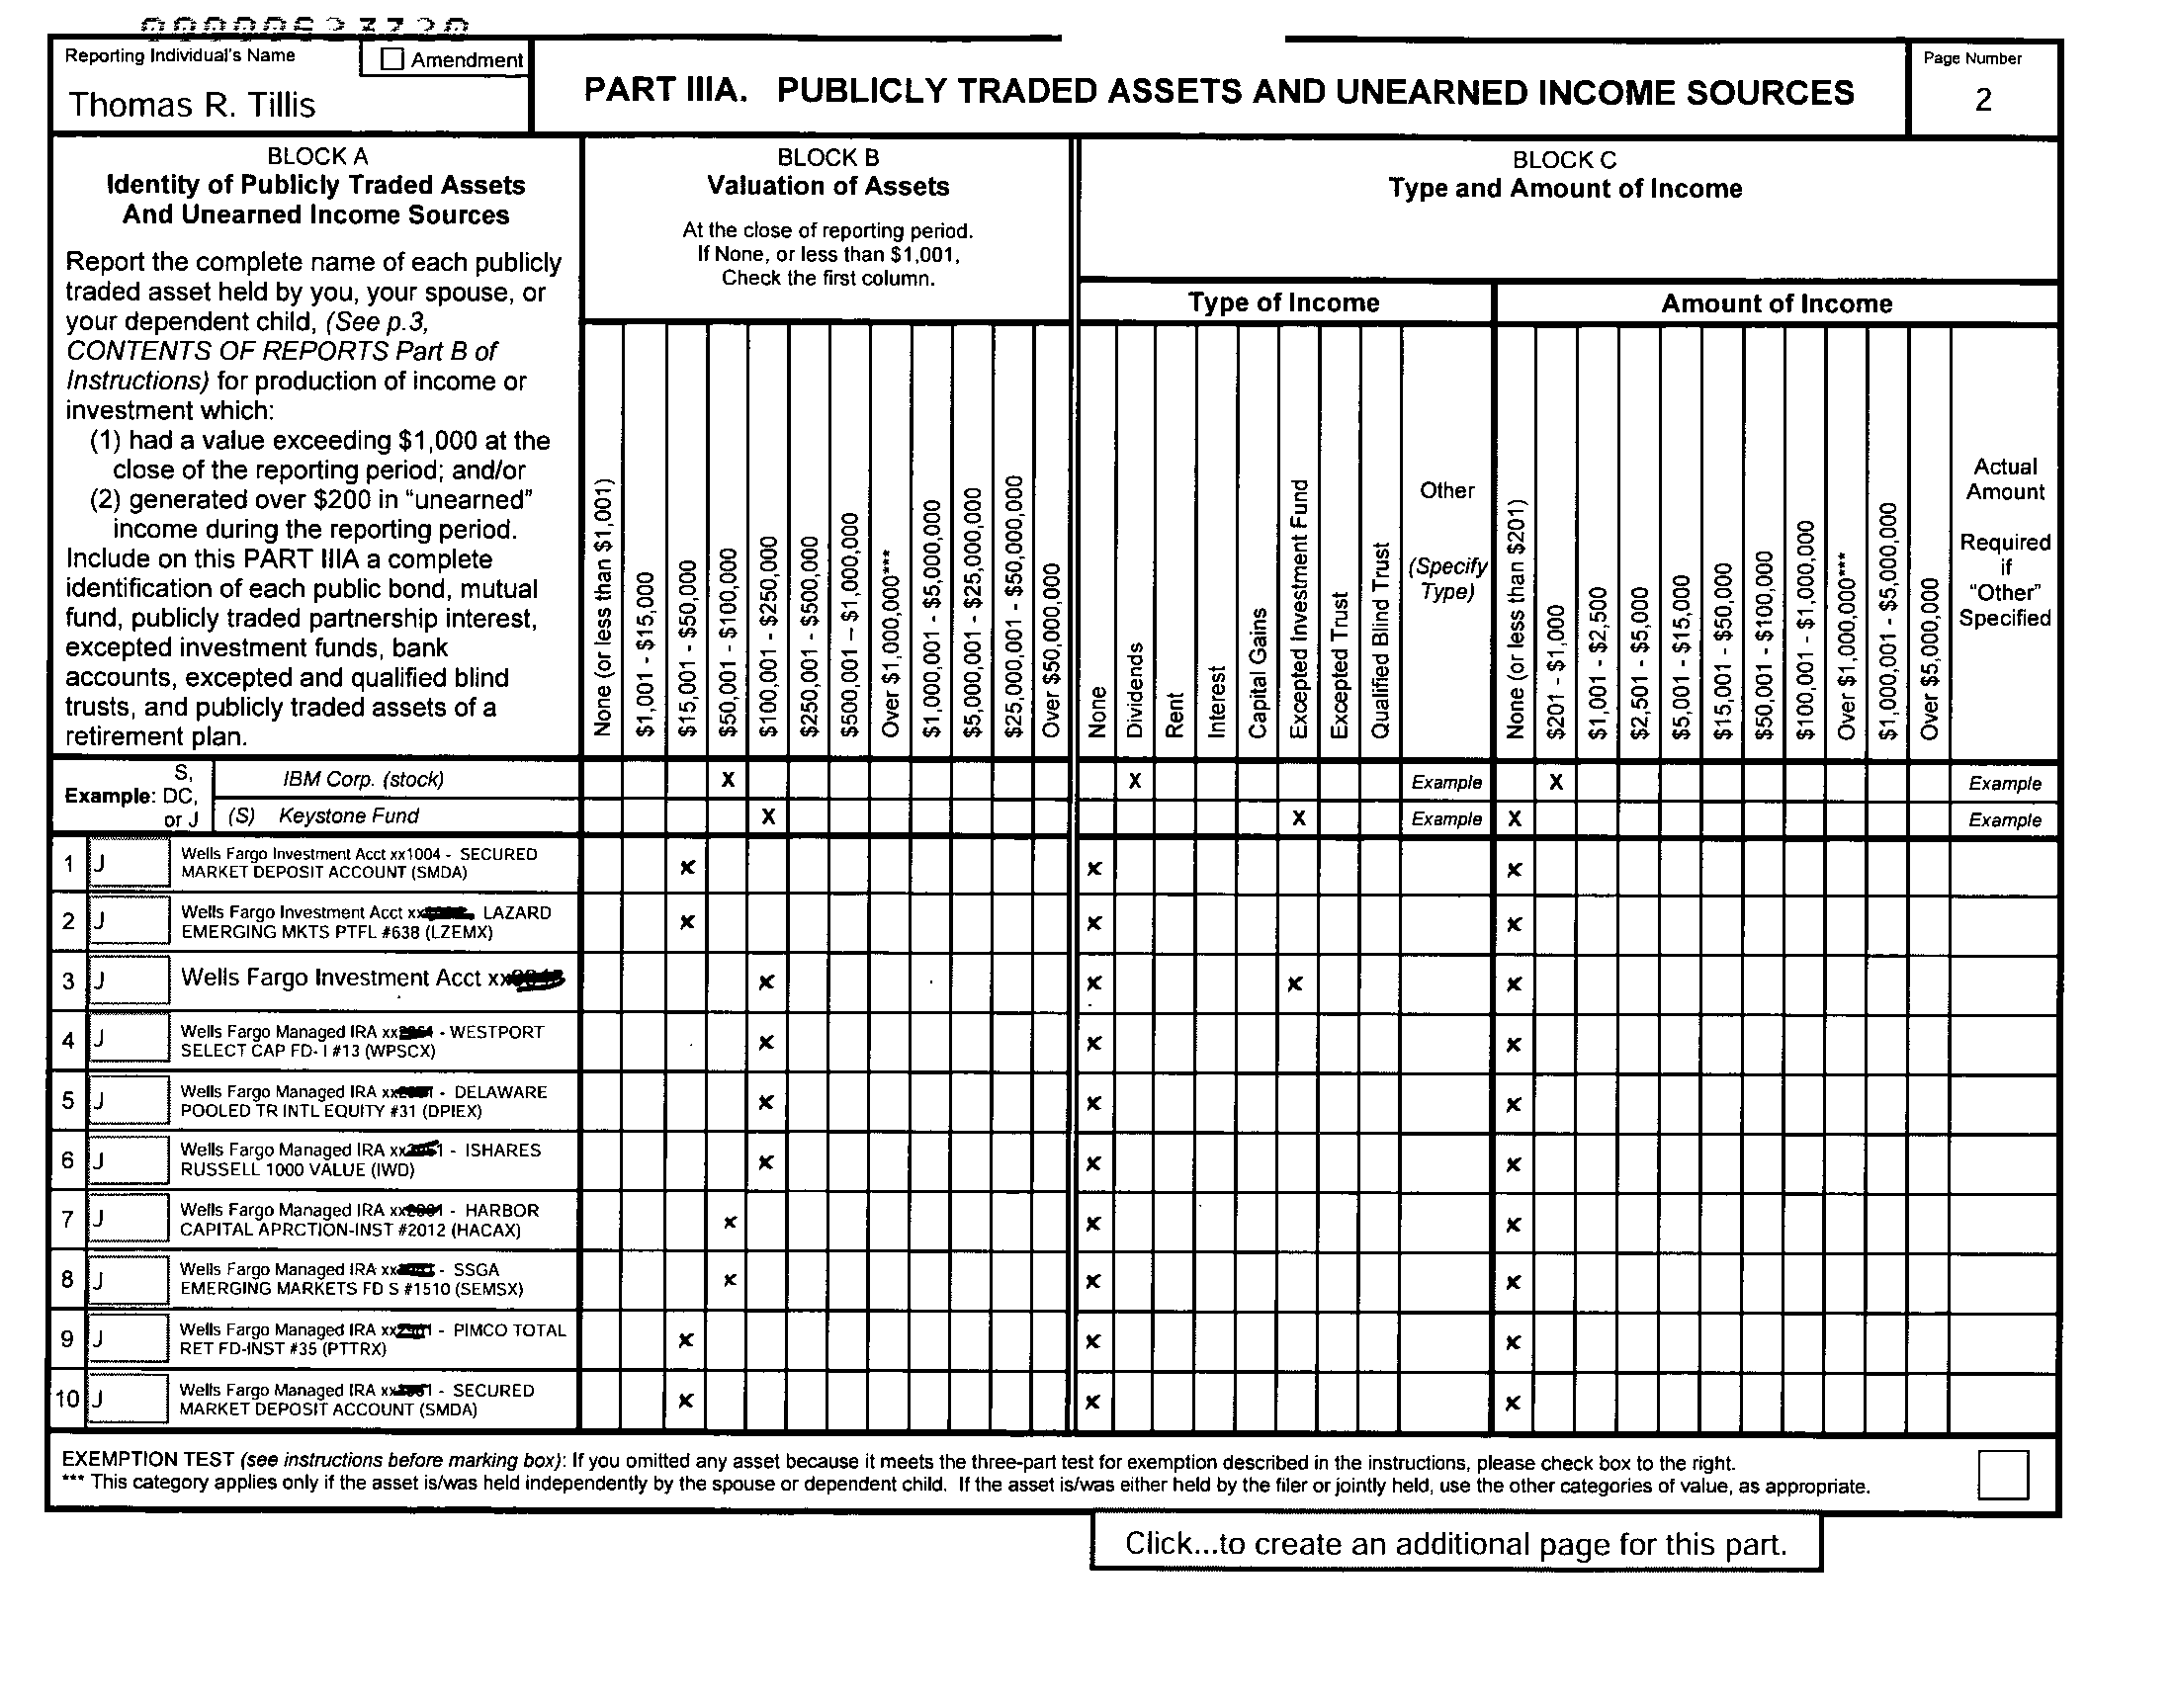 Reporting Individual's Name
Amendment
Thomas R. Tillis
PART IIIA. PUBLICLY TRADED ASSETS AND UNEARNED INCOME SOURCES
Page Number
2
BLOCK A
Identity of Publicly Traded Assets
And Unearned Income Sources
Report the complete name of each publicly
traded asset held by you, your spouse, or
your dependent child, (See p.3,
CONTENTS OF REPORTS Part B of
Instructions) for production of income or
investment which:
(1) had a value exceeding $1,000 at the
close of the reporting period; and/or
(2) generated over $200 in "unearned"
income during the reporting period.
Include on this PART IIIA a complete
identification of each public bond, mutual
fund, publicly traded partnership interest,
excepted investment funds, bank
accounts, excepted and qualified blind
trusts, and publicly traded assets of a
retirement plan.
BLOCK B
Valuation of Assets
At the close of reporting period.
If None, or less than $1,001,
Check the first column.
None (or less than $1,001)
$1,001 - $15,000
$15,001 - $50,000
$50,001 - $100,000
$100,001 - $250,000
$250,001 - $500,000
$500,001 – $1,000,000
Over $1,000,000***
$1,000,001 - $5,000,000
$5,000,001 - $25,000,000
$25,000,001 - $50,000,000
Over $50,000,000
BLOCK C
Type and Amount of Income
Type of Income
None
Dividends
Rent
Interest
Capital Gains
Excepted Investment Fund
Excepted Trust
Qualified Blind Trust
Other
(Specify
Type)
Amount of Income
None (or less than $201)
$201 - $1,000
$1,001 - $2,500
$2,501 - $5,000
$5,001 - $15,000
$15,001 - $50,000
$50,001 - $100,000
$100,001 - $1,000,000
Over $1,000,000***
$1,000,001 - $5,000,000
Over $5,000,000
Actual
Amount
Required
if
"Other"
Specified
Example: S, DC, or J
IBM Corp. (stock) X X Example X Example
(S) Keystone Fund X X Example X Example
1 J Wells Fargo Investment Acct xx1004 - SECURED
MARKET DEPOSIT ACCOUNT (SMDA) x x x
2 J Wells Fargo Investment Acct xx LAZARD
EMERGING MKTS PTFL #638 (LZEMX) x x x
3 J Wells Fargo Investment Acct xx x x x x
4 J Wells Fargo Managed IRA xx - WESTPORT
SELECT CAP FD- I #13 (WPSCX) x x x
5 J Wells Fargo Managed IRA xx - DELAWARE
POOLED TR INTL EQUITY #31 (DPIEX) x x x
6 J Wells Fargo Managed IRA xx - ISHARES
RUSSELL 1000 VALUE (IWD) x x x
7 J Wells Fargo Managed IRA xx - HARBOR
CAPITAL APRCTION-INST #2012 (HACAX) x x x
8 J Wells Fargo Managed IRA xx - SSGA
EMERGING MARKETS FD S #1510 (SEMSX) x x x
9 J Wells Fargo Managed IRA xx - PIMCO TOTAL
RET FD-INST #35 (PTTRX) x x x
10 J Wells Fargo Managed IRA xx - SECURED
MARKET DEPOSIT ACCOUNT (SMDA) x x x
EXEMPTION TEST (see instructions before marking box): If you omitted any asset because it meets the three-part test for exemption described in the instructions, please check box to the right.
*** This category applies only if the asset is/was held independently by the spouse or dependent child. If the asset is/was either held by the filer or jointly held, use the other categories of value, as appropriate.
Click...to create an additional page for this part.